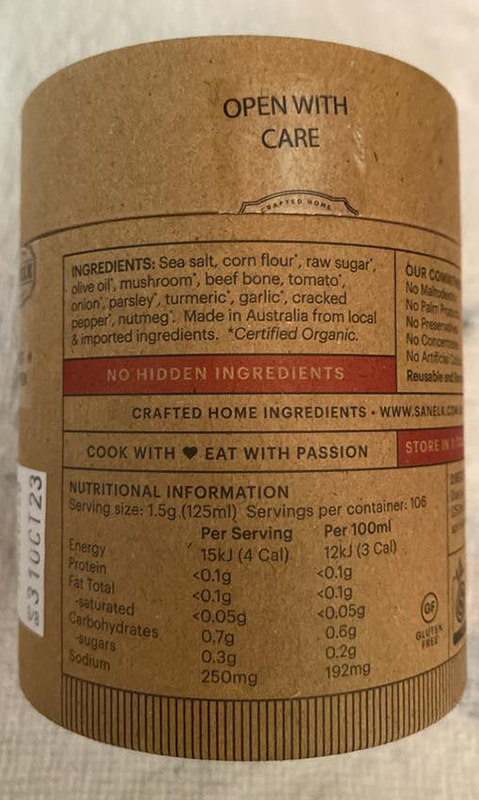 OPEN WITH
CARE
CRAFTED HOME
INGREDIENTS: Sea salt, corn flour*, raw sugar*,
olive oil*, mushroom*, beef bone, tomato*,
onion*, parsley*, turmeric*, garlic*, cracked
pepper*, nutmeg*. Made in Australia from local
& imported ingredients. *Certified Organic.
NO HIDDEN INGREDIENTS
OUR
No
No Palm
No
No
No Artificial
Reusable and
CRAFTED HOME INGREDIENTS • WWW.SANELK.COM
COOK WITH ♥ EAT WITH PASSION
STORE IN
S310CT23
NUTRITIONAL INFORMATION
Serving size: 1.5g (125ml) Servings per container: 106
Per Serving Per 100ml
Energy 15kJ (4 Cal) 12kJ (3 Cal)
Protein <0.1g <0.1g
Fat Total <0.1g <0.1g
-saturated <0.05g <0.05g
Carbohydrates 0.7g 0.6g
-sugars 0.3g 0.2g
Sodium 250mg 192mg
GF
GLUTEN
FREE